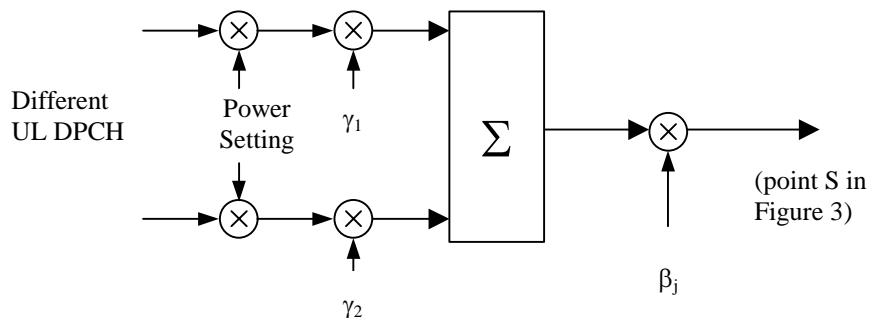 Different
UL DPCH
Power
Setting
γ1
Σ
(point S in
Figure 3)
βj
γ2